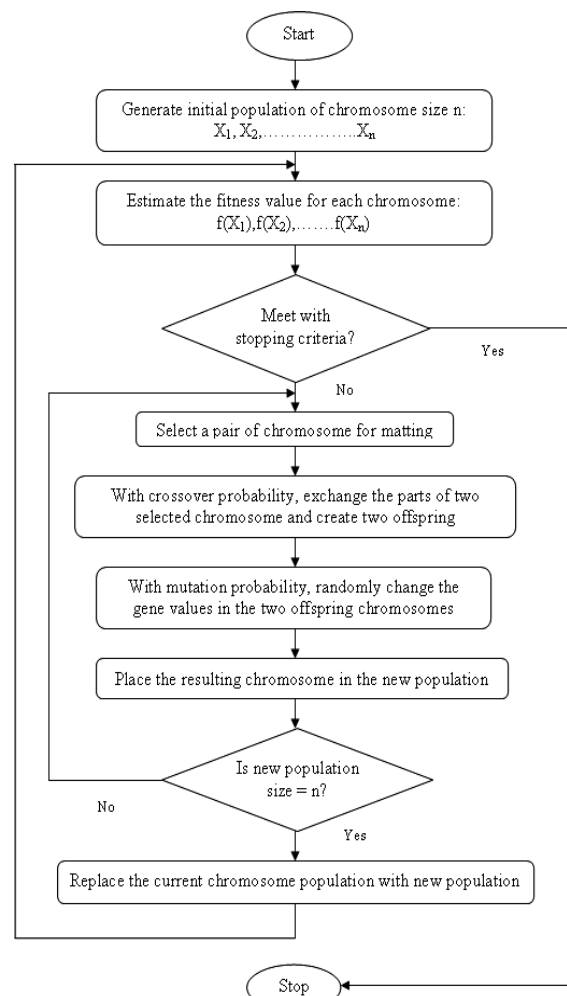 Start
Generate initial population of chromosome size n:
X1, X2,……………..Xn
Estimate the fitness value for each chromosome:
f(X1),f(X2),…….f(Xn)
Meet with
stopping criteria?
Yes
No
Select a pair of chromosome for matting
With crossover probability, exchange the parts of two
selected chromosome and create two offspring
With mutation probability, randomly change the
gene values in the two offspring chromosomes
Place the resulting chromosome in the new population
Is new population
size = n?
No
Yes
Replace the current chromosome population with new population
Stop